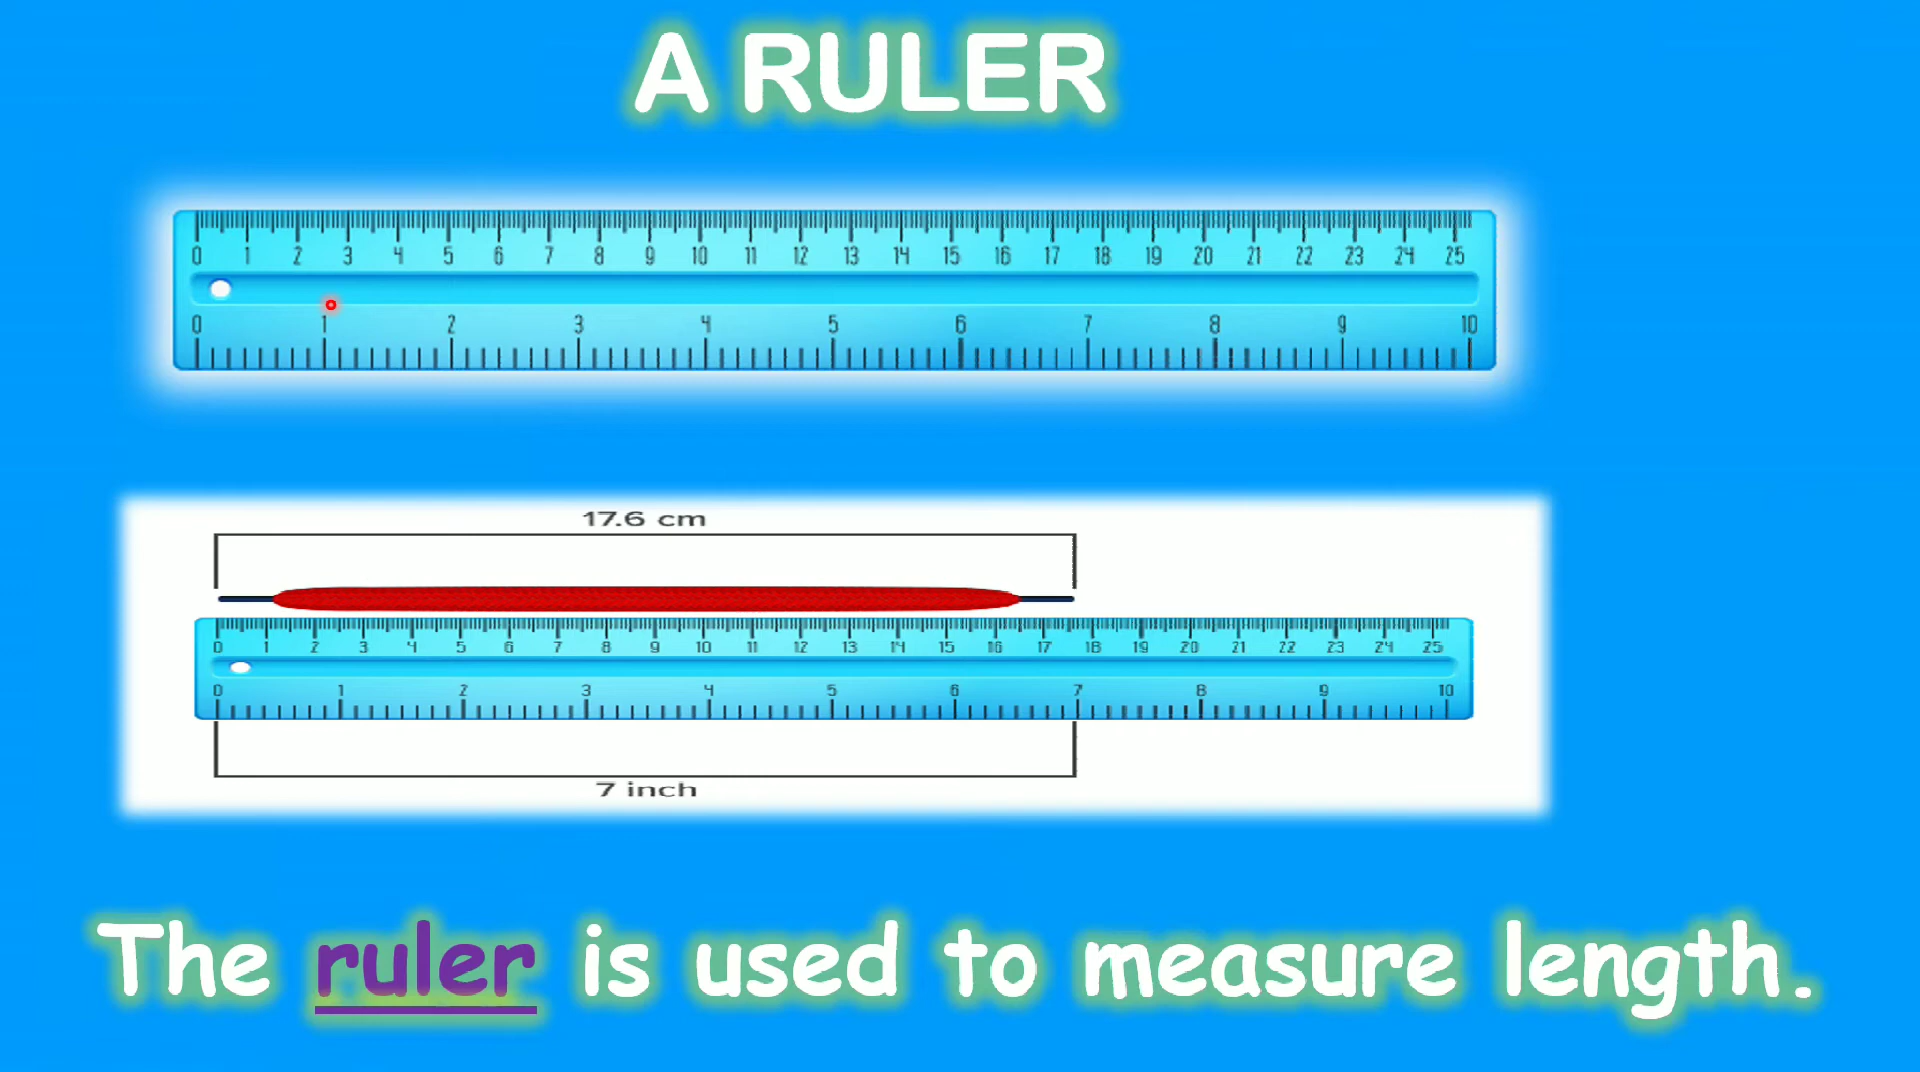 A RULER
0 1 2 3 4 5 6 7 8 9 10 11 12 13 14 15 16 17 18 19 20 21 22 23 24 25
0 1 2 3 4 5 6 7 8 9 10
17.6 cm
0 1 2 3 4 5 6 7 8 9 10 11 12 13 14 15 16 17 18 19 20 21 22 23 24 25
0 1 2 3 4 5 6 7 8 9 10
7 inch
The ruler is used to measure length.